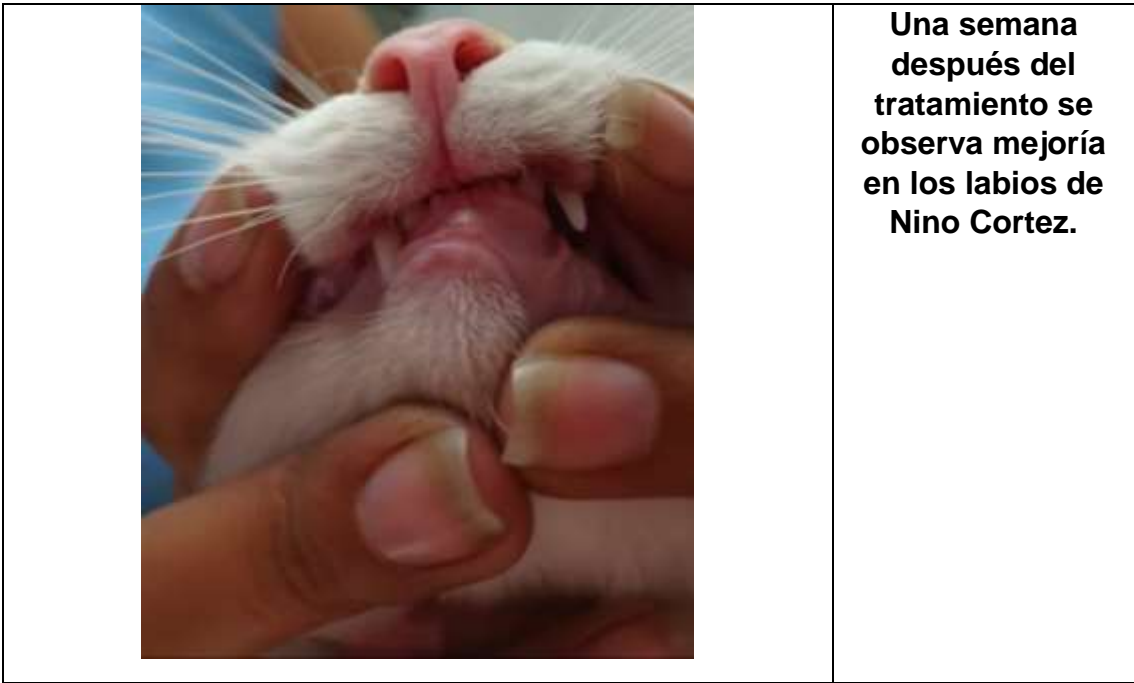 Una semana
después del
tratamiento se
observa mejoría
en los labios de
Nino Cortez.